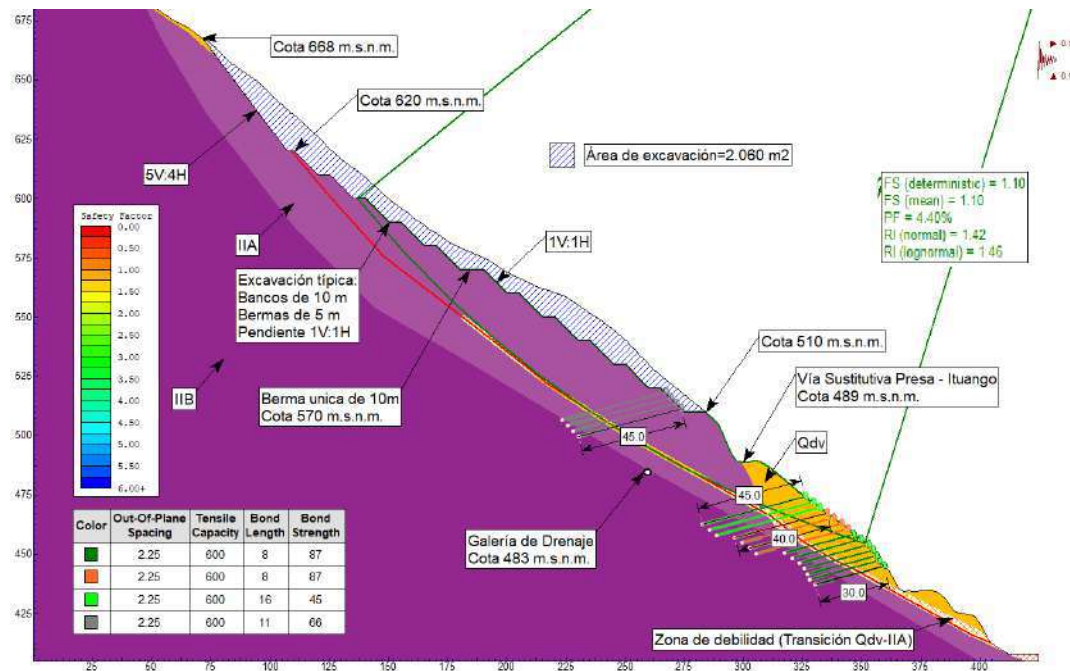 675
650
625
600
575
550
525
500
475
450
425
Cota 668 m.s.n.m.
Cota 620 m.s.n.m.
5V:4H
Área de excavación=2.060 m2
FS (deterministic) = 1.10
FS (mean) = 1.10
PF = 4.40%
RI (normal) = 1.42
RI (lognormal) = 1.46
Safety Factor
0.00
0.50
1.00
1.50
2.00
2.50
3.00
3.50
4.00
4.50
5.00
5.50
6.00+
IIA
1V:1H
Excavación típica:
Bancos de 10 m
Bermas de 5 m
Pendiente 1V:1H
IIB
Berma unica de 10m
Cota 570 m.s.n.m.
Cota 510 m.s.n.m.
Vía Sustitutiva Presa - Ituango
Cota 489 m.s.n.m.
Qdv
45.0
45.0
40.0
30.0
Galería de Drenaje
Cota 483 m.s.n.m.
Zona de debilidad (Transición Qdv-IIA)
Color Out-Of-Plane Spacing Tensile Capacity Bond Length Bond Strength
2.25 600 8 87
2.25 600 8 87
2.25 600 16 45
2.25 600 11 66
25 50 75 100 125 150 175 200 225 250 275 300 325 350 375 400